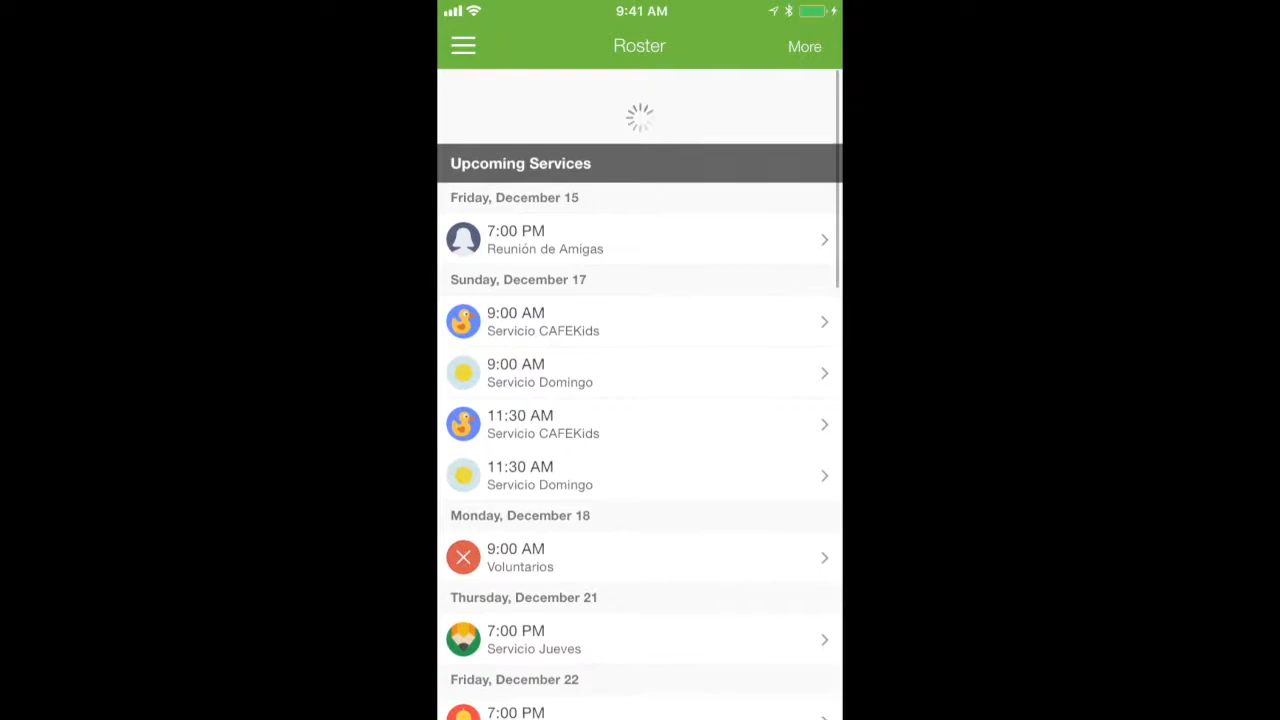 9:41 AM
Roster
More
Upcoming Services
Friday, December 15
7:00 PM
Reunión de Amigas
Sunday, December 17
9:00 AM
Servicio CAFEKids
9:00 AM
Servicio Domingo
11:30 AM
Servicio CAFEKids
11:30 AM
Servicio Domingo
Monday, December 18
9:00 AM
Voluntarios
Thursday, December 21
7:00 PM
Servicio Jueves
Friday, December 22
7:00 PM